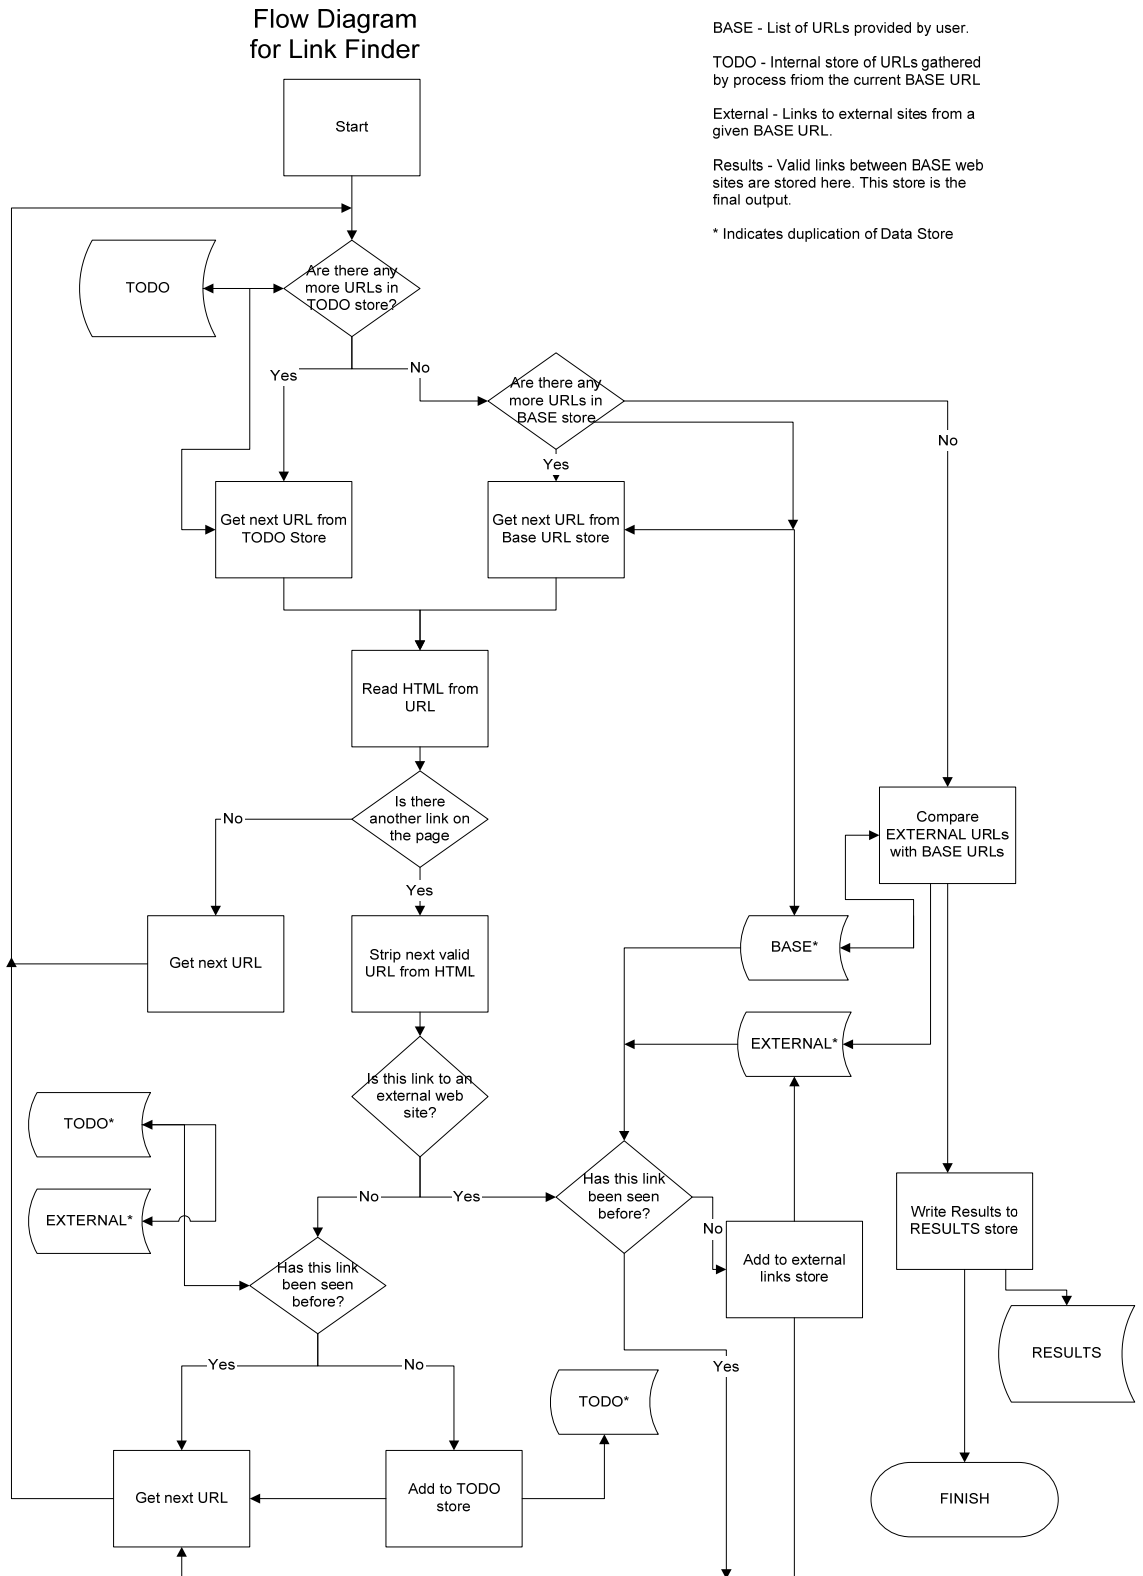 Flow Diagram
for Link Finder
BASE - List of URLs provided by user.
TODO - Internal store of URLs gathered
by process friom the current BASE URL
External - Links to external sites from a
given BASE URL.
Results - Valid links between BASE web
sites are stored here. This store is the
final output.
* Indicates duplication of Data Store
Start
TODO
Are there any
more URLs in
TODO store?
Yes
No
Are there any
more URLs in
BASE store
No
Yes
Get next URL from
TODO Store
Get next URL from
Base URL store
Read HTML from
URL
Is there
another link on
the page
No
Yes
Compare
EXTERNAL URLs
with BASE URLs
Get next URL
Strip next valid
URL from HTML
BASE*
EXTERNAL*
Is this link to an
external web
site?
TODO*
EXTERNAL*
No
Yes
Has this link
been seen
before?
No
Add to external
links store
Write Results to
RESULTS store
Has this link
been seen
before?
RESULTS
Yes
No
Yes
TODO*
Get next URL
Add to TODO
store
FINISH